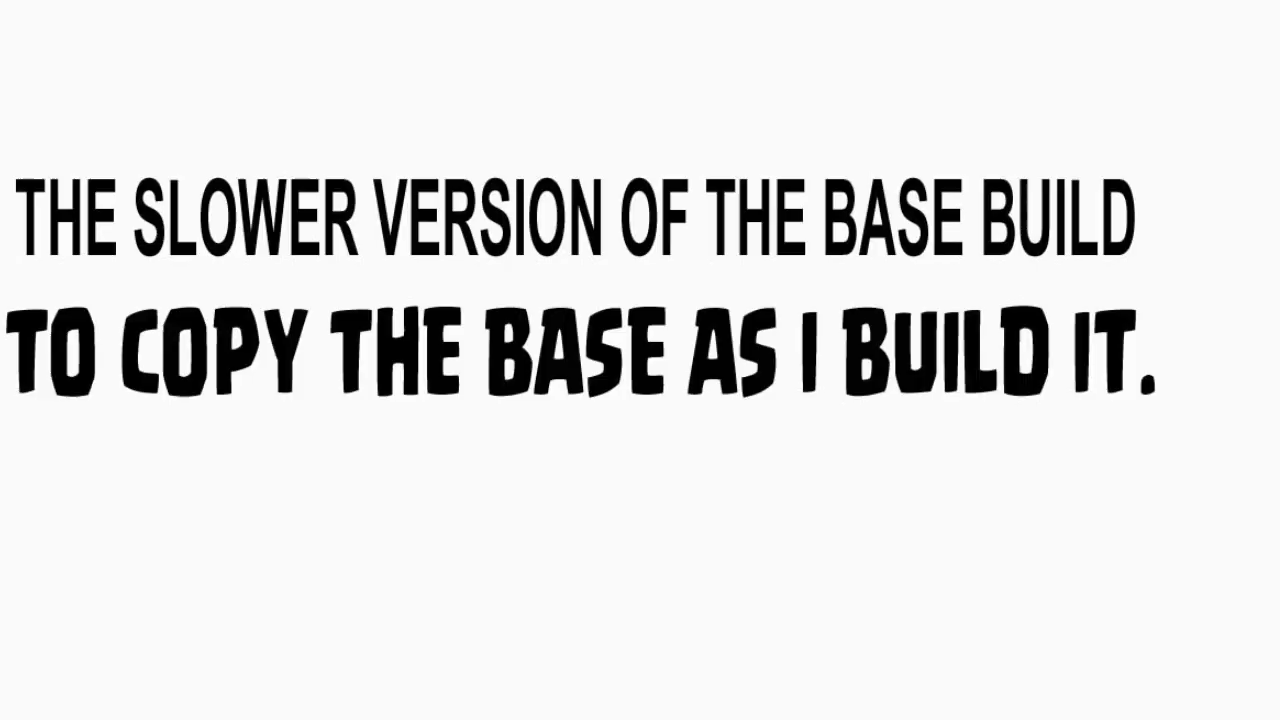 THE SLOWER VERSION OF THE BASE BUILD
TO COPY THE BASE AS I BUILD IT.